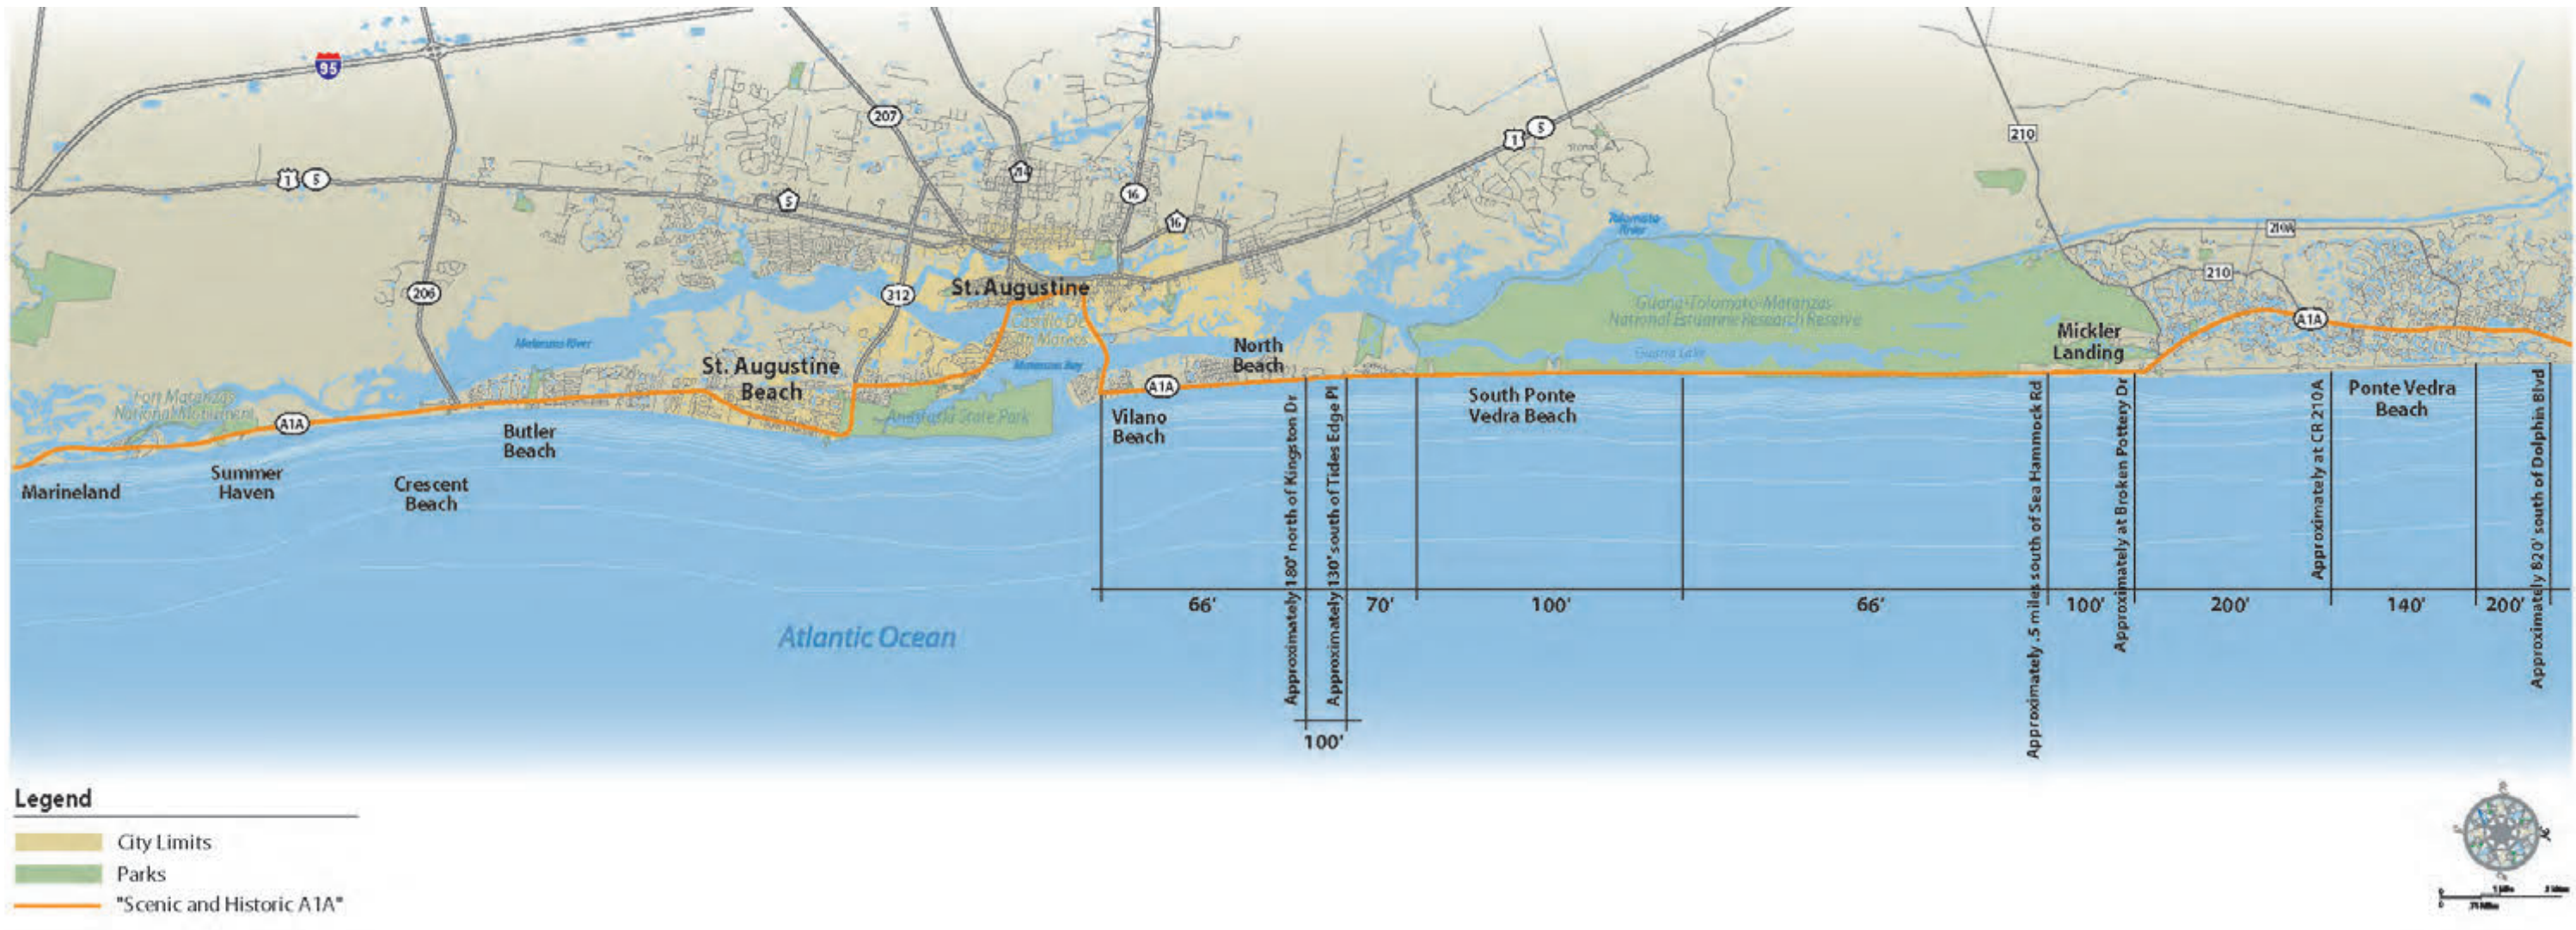 95
207
1
5
210
1
5
214
5
16
16
Tolomato
River
210A
210
206
312
St. Augustine
Castillo De
San Marcos
Guana-Tolomato-Matanzas
National Estuarine Research Reserve
A1A
Matanzas River
St. Augustine
Beach
Matanzas Bay
North
Beach
Guana Lake
Mickler
Landing
Fort Matanzas
National Monument
A1A
Anastasia State Park
A1A
Vilano
Beach
South Ponte
Vedra Beach
Ponte Vedra
Beach
Butler
Beach
Summer
Haven
Marineland
Crescent
Beach
Approximately 180' north of Kingston Dr
Approximately 130' south of Tides Edge Pl
Approximately .5 miles south of Sea Hammock Rd
Approximately at Broken Pottery Dr
Approximately at CR 210A
Approximately 820' south of Dolphin Blvd
66'
70'
100'
66'
100'
200'
140'
200'
100'
Atlantic Ocean
Legend
City Limits
Parks
"Scenic and Historic A1A"